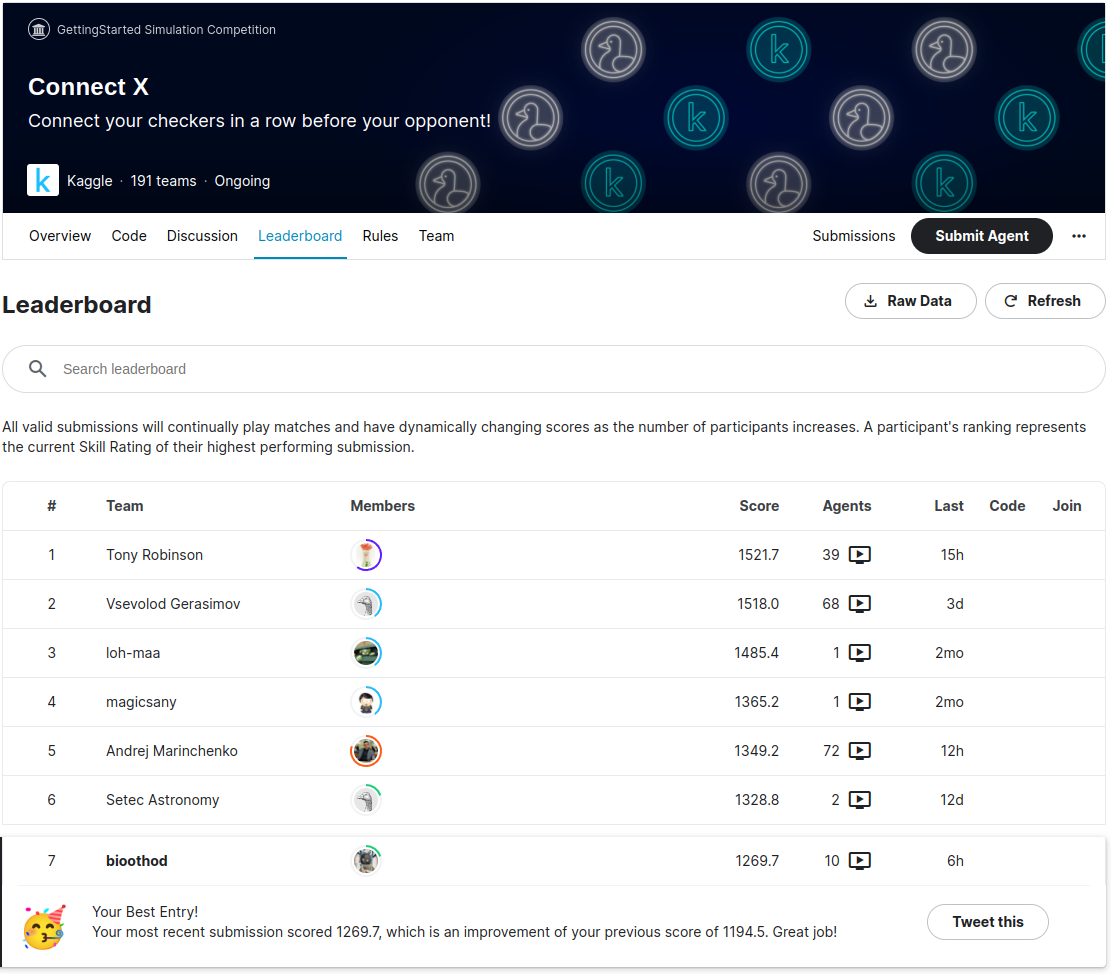 GettingStarted Simulation Competition
Connect X
Connect your checkers in a row before your opponent!
k Kaggle · 191 teams · Ongoing
Overview Code Discussion Leaderboard Rules Team Submissions Submit Agent ...
Leaderboard Raw Data Refresh
Search leaderboard
All valid submissions will continually play matches and have dynamically changing scores as the number of participants increases. A participant's ranking represents
the current Skill Rating of their highest performing submission.
# Team Members Score Agents Last Code Join
1 Tony Robinson 1521.7 39 15h
2 Vsevolod Gerasimov 1518.0 68 3d
3 loh-maa 1485.4 1 2mo
4 magicsany 1365.2 1 2mo
5 Andrej Marinchenko 1349.2 72 12h
6 Setec Astronomy 1328.8 2 12d
7 bioothod 1269.7 10 6h
Your Best Entry!
Your most recent submission scored 1269.7, which is an improvement of your previous score of 1194.5. Great job!
Tweet this